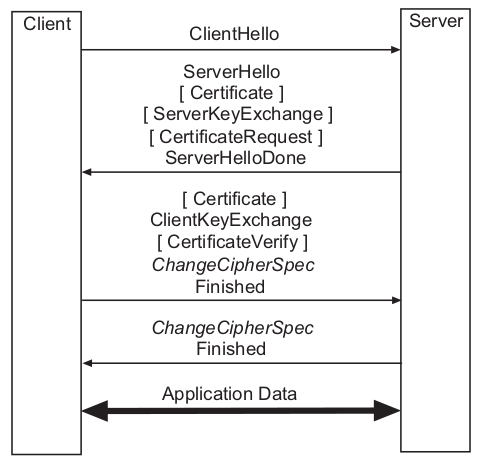 Client
Server
ClientHello
ServerHello
[ Certificate ]
[ ServerKeyExchange ]
[ CertificateRequest ]
ServerHelloDone
[ Certificate ]
ClientKeyExchange
[ CertificateVerify ]
ChangeCipherSpec
Finished
ChangeCipherSpec
Finished
Application Data